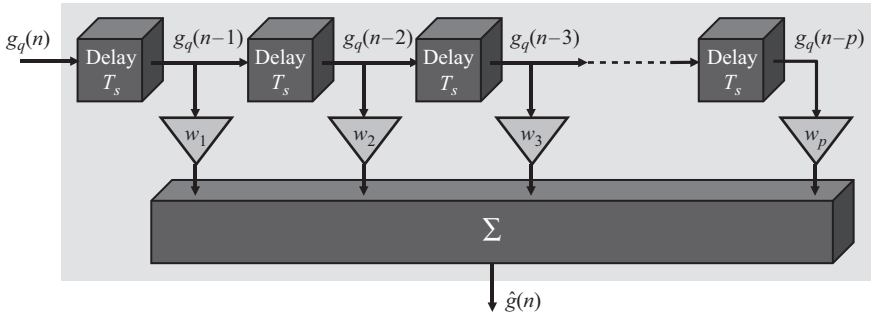 g_q(n)
Delay T_s
g_q(n–1)
Delay T_s
g_q(n–2)
Delay T_s
g_q(n–3)
Delay T_s
g_q(n–p)
w_1
w_2
w_3
w_p
Σ
ĝ(n)